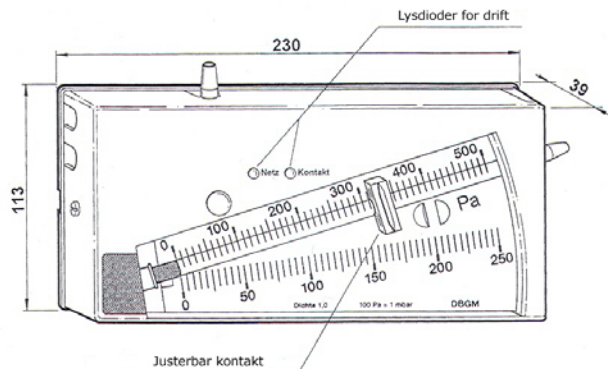 Lysdioder for drift
230
39
113
Netz Kontakt
0 100 200 300 400 500
Pa
0 50 100 150 200 250
Dichte 1,0 100 Pa = 1 mbar DBGM
Justerbar kontakt